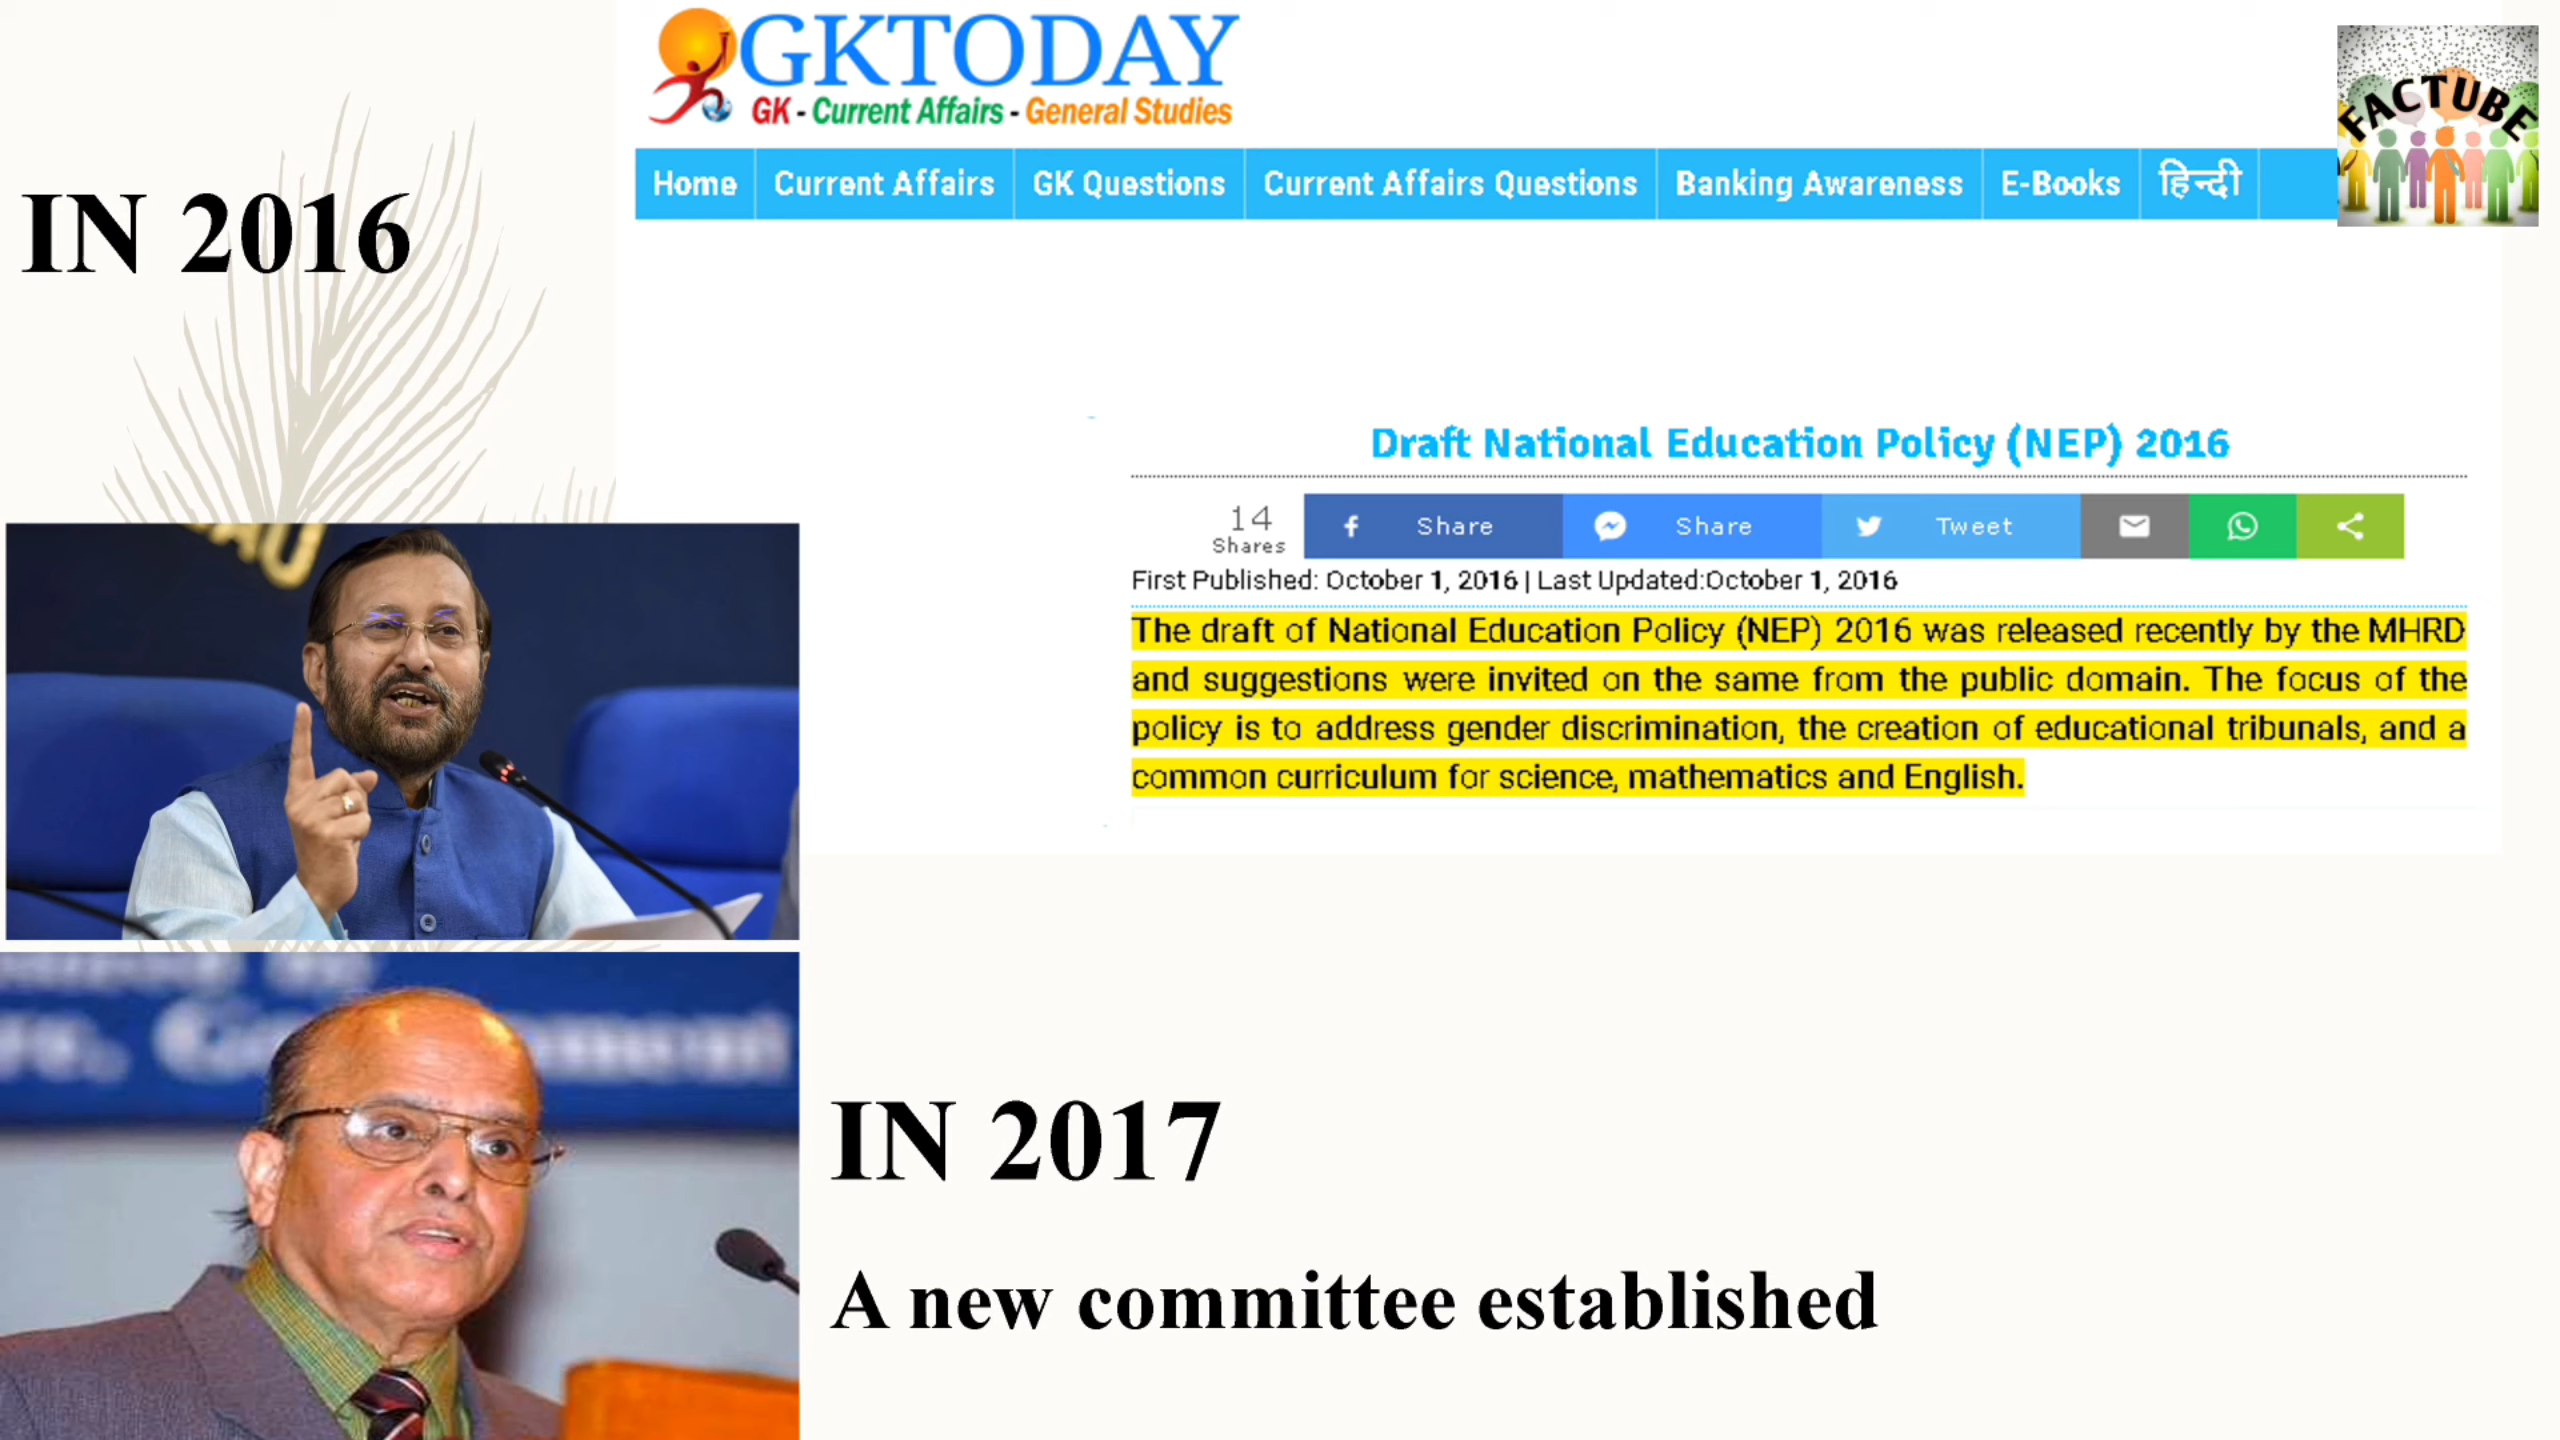 GKTODAY
GK - Current Affairs - General Studies
FACTUBE
Home Current Affairs GK Questions Current Affairs Questions Banking Awareness E-Books हिन्दी
IN 2016
Draft National Education Policy (NEP) 2016
14 Shares Share Share Tweet
First Published: October 1, 2016 | Last Updated:October 1, 2016
The draft of National Education Policy (NEP) 2016 was released recently by the MHRD
and suggestions were invited on the same from the public domain. The focus of the
policy is to address gender discrimination, the creation of educational tribunals, and a
common curriculum for science, mathematics and English.
IN 2017
A new committee established